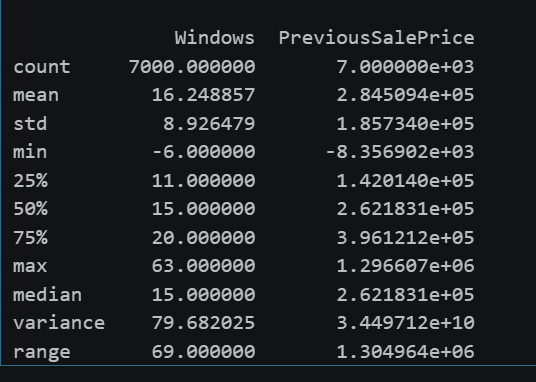 Windows PreviousSalePrice
count 7000.000000 7.000000e+03
mean 16.248857 2.845094e+05
std 8.926479 1.857340e+05
min -6.000000 -8.356902e+03
25% 11.000000 1.420140e+05
50% 15.000000 2.621831e+05
75% 20.000000 3.961212e+05
max 63.000000 1.296607e+06
median 15.000000 2.621831e+05
variance 79.682025 3.449712e+10
range 69.000000 1.304964e+06